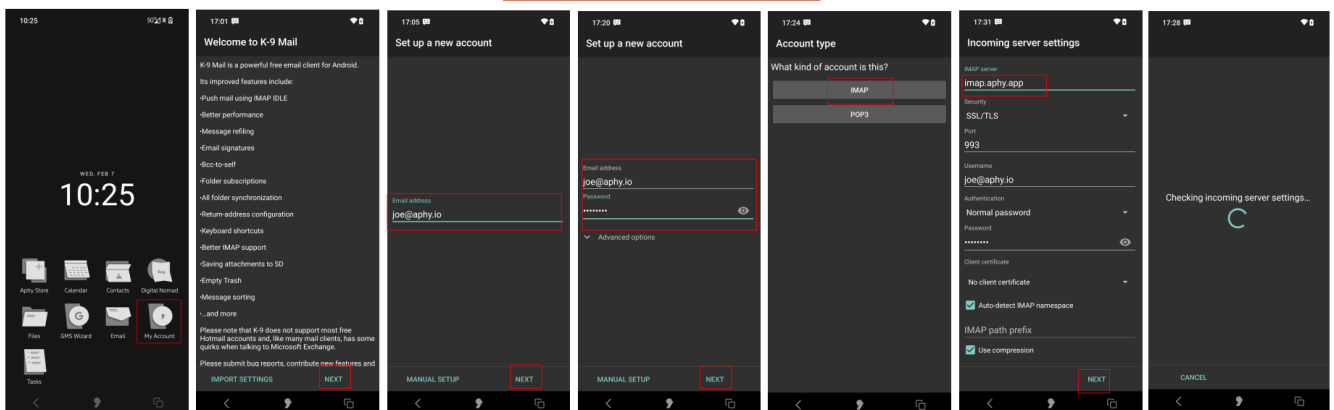 10:25
WED, FEB 7
10:25
Aphy Store
Calendar
Contacts
Digital Nomad
Files
GMS Wizard
Email
My Account
Tasks
17:01
Welcome to K-9 Mail
K-9 Mail is a powerful free email client for Android.
Its improved features include:
•Push mail using IMAP IDLE
•Better performance
•Message refiling
•Email signatures
•Bcc-to-self
•Folder subscriptions
•All folder synchronization
•Return-address configuration
•Keyboard shortcuts
•Better IMAP support
•Saving attachments to SD
•Empty Trash
•Message sorting
•...and more
Please note that K-9 does not support most free
Hotmail accounts and, like many mail clients, has some
quirks when talking to Microsoft Exchange.
Please submit bug reports, contribute new features and
IMPORT SETTINGS
NEXT
17:05
Set up a new account
Email address
joe@aphy.io
MANUAL SETUP
NEXT
17:20
Set up a new account
Email address
joe@aphy.io
Password
••••••••
Advanced options
MANUAL SETUP
NEXT
17:24
Account type
What kind of account is this?
IMAP
POP3
17:31
Incoming server settings
IMAP server
imap.aphy.app
Security
SSL/TLS
Port
993
Username
joe@aphy.io
Authentication
Normal password
Password
••••••••
Client certificate
No client certificate
Auto-detect IMAP namespace
IMAP path prefix
Use compression
NEXT
17:28
Checking incoming server settings...
CANCEL